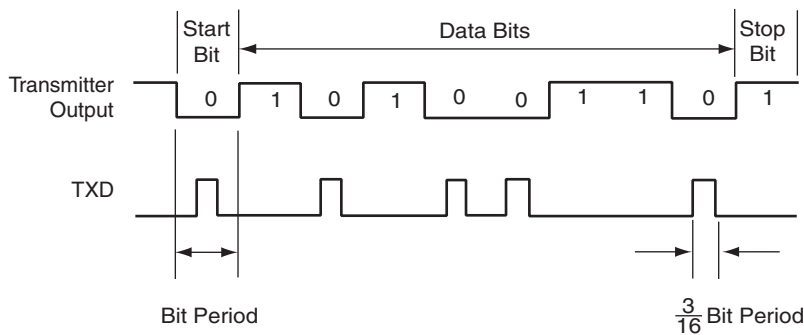 Start
Bit
Data Bits
Stop
Bit
Transmitter
Output
0 1 0 1 0 0 1 1 0 1
TXD
Bit Period
3/16 Bit Period